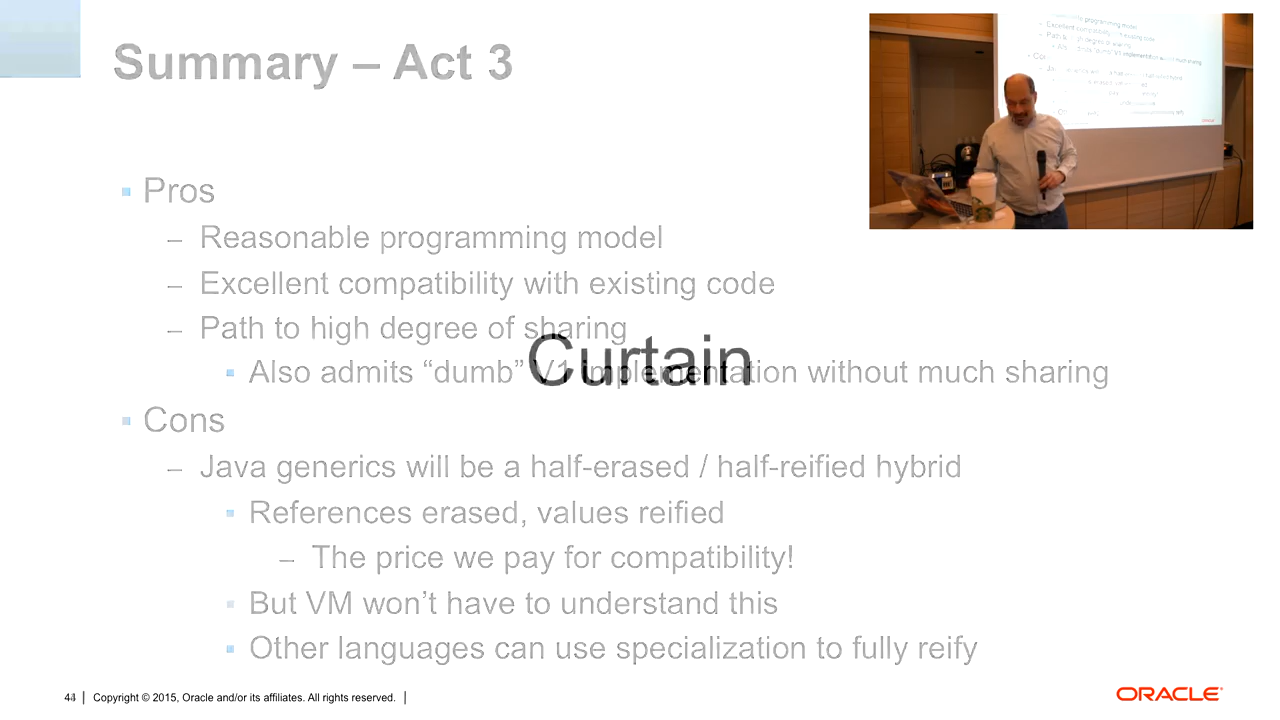 Summary – Act 3
▪ Pros
– Reasonable programming model
– Excellent compatibility with existing code
– Path to high degree of sharing
Curtain
▪ Also admits “dumb” V1 implementation without much sharing
▪ Cons
– Java generics will be a half-erased / half-reified hybrid
▪ References erased, values reified
– The price we pay for compatibility!
▪ But VM won’t have to understand this
▪ Other languages can use specialization to fully reify
Copyright © 2015, Oracle and/or its affiliates. All rights reserved.
ORACLE